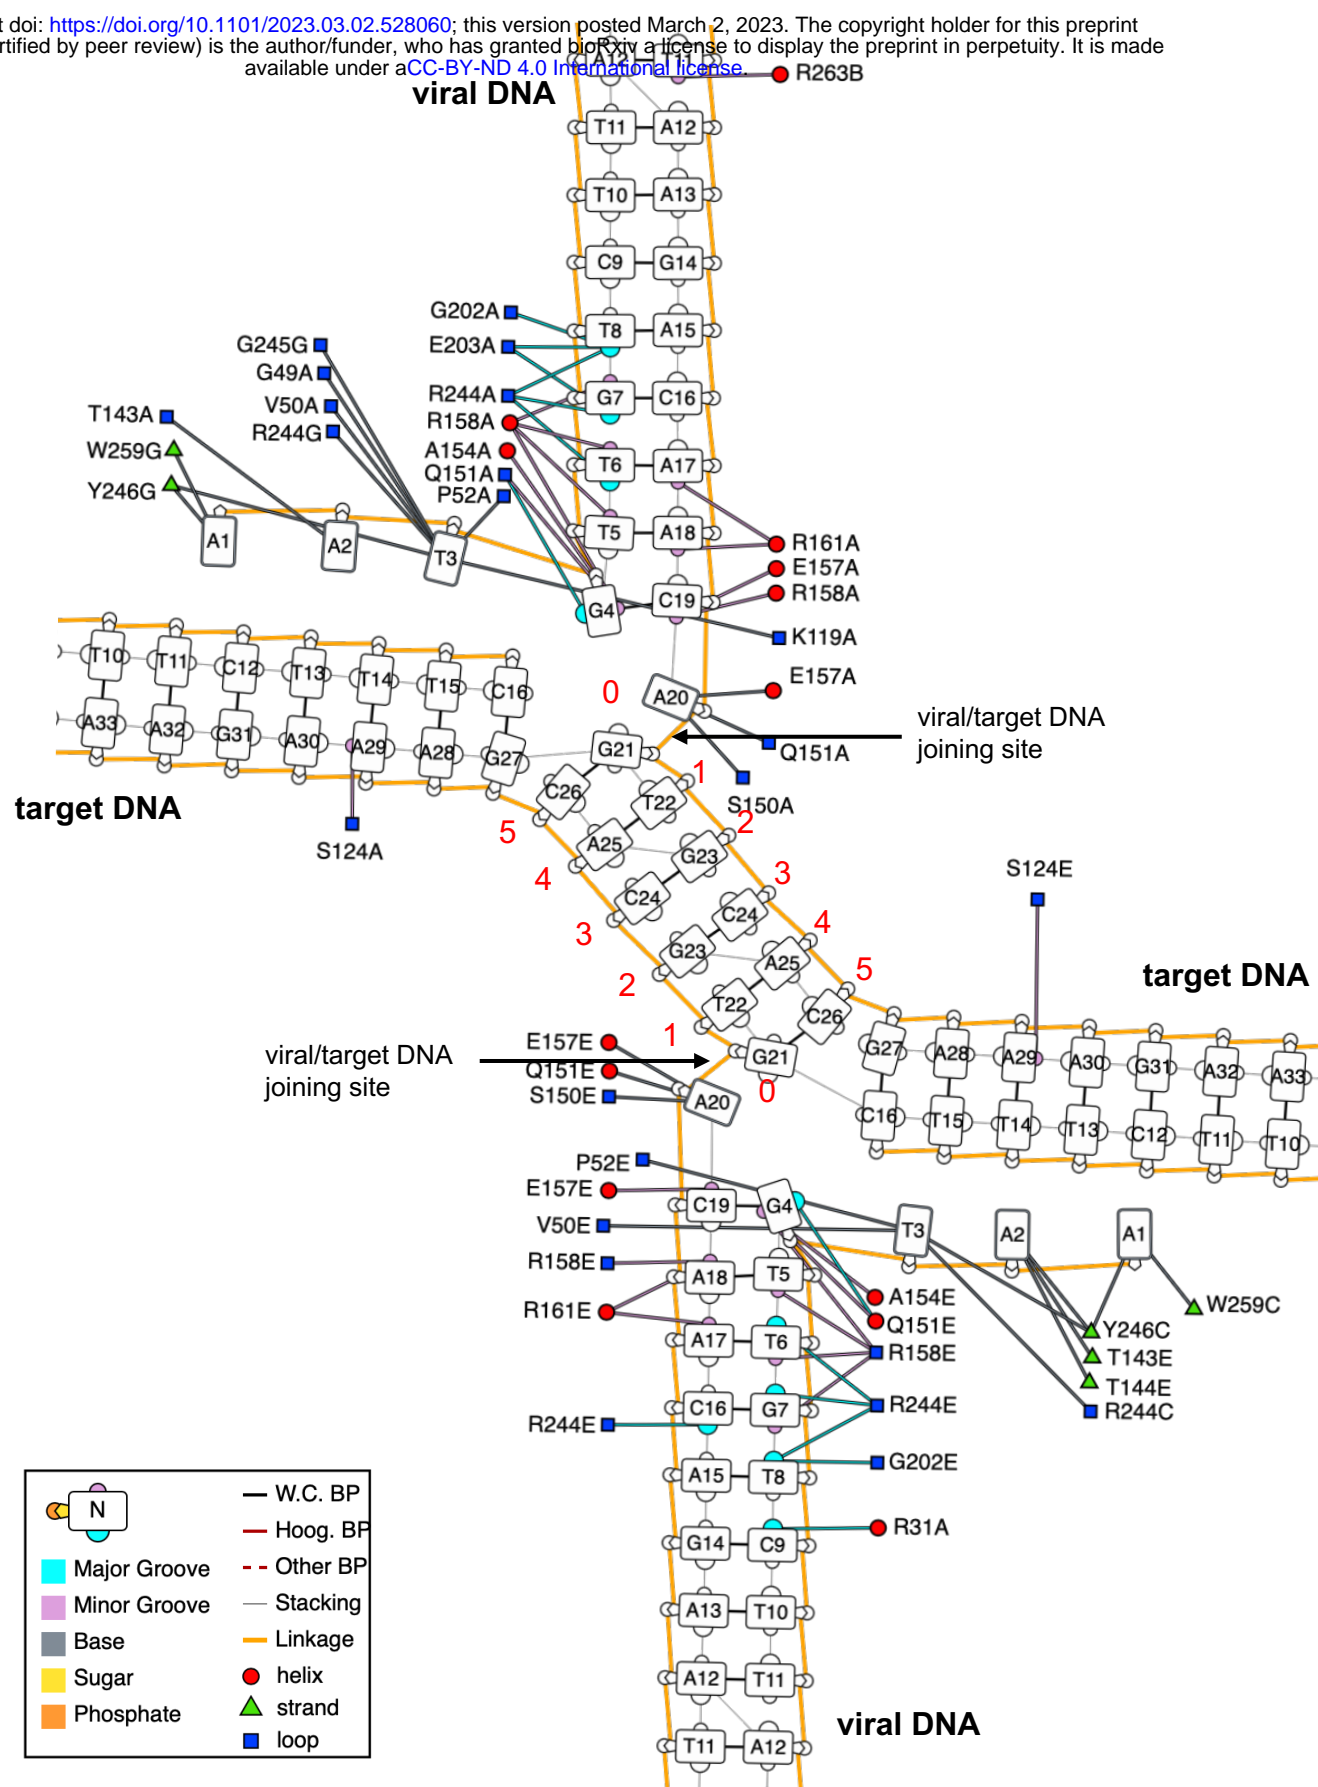 t doi: https://doi.org/10.1101/2023.03.02.528060; this version posted March 2, 2023. The copyright holder for this preprint
rtified by peer review) is the author/funder, who has granted bioRxiv a license to display the preprint in perpetuity. It is made
available under aCC-BY-ND 4.0 International license.
A12 T11 R263B
viral DNA
T11 A12
T10 A13
C9 G14
G202A T8 A15
G245G E203A
G49A
R244A G7 C16
V50A
T143A R158A
R244G
W259G A154A
Q151A T6 A17
Y246G P52A
A1 A2 T3 T5 A18 R161A
E157A
R158A
G4 C19
K119A
T10 T11 C12 T13 T14 T15 C16
0 A20 E157A
A33 A32 G31 A30 A29 A28 G27
viral/target DNA
joining site
G21 Q151A
1
S150A
target DNA
C26 T22
5 2
S124A
A25 G23
4 3
S124E
C24 C24
3 4
G23 A25
5
target DNA
2
T22 C26
1
E157E
viral/target DNA
joining site
Q151E
S150E
G21
0
A20
G27 A28 A29 A30 G31 A32 A33
C16 T15 T14 T13 C12 T11 T10
P52E
E157E C19 G4
V50E T3 A2 A1
R158E A18 T5
A154E
W259C
R161E Q151E
Y246C
A17 T6 R158E
T143E
T144E
C16 G7 R244E
R244C
R244E
G202E
A15 T8
R31A
G14 C9
A13 T10
A12 T11
viral DNA
T11 A12
N
W.C. BP
Hoog. BP
Major Groove
Other BP
Minor Groove
Stacking
Base
Linkage
Sugar
helix
Phosphate
strand
loop